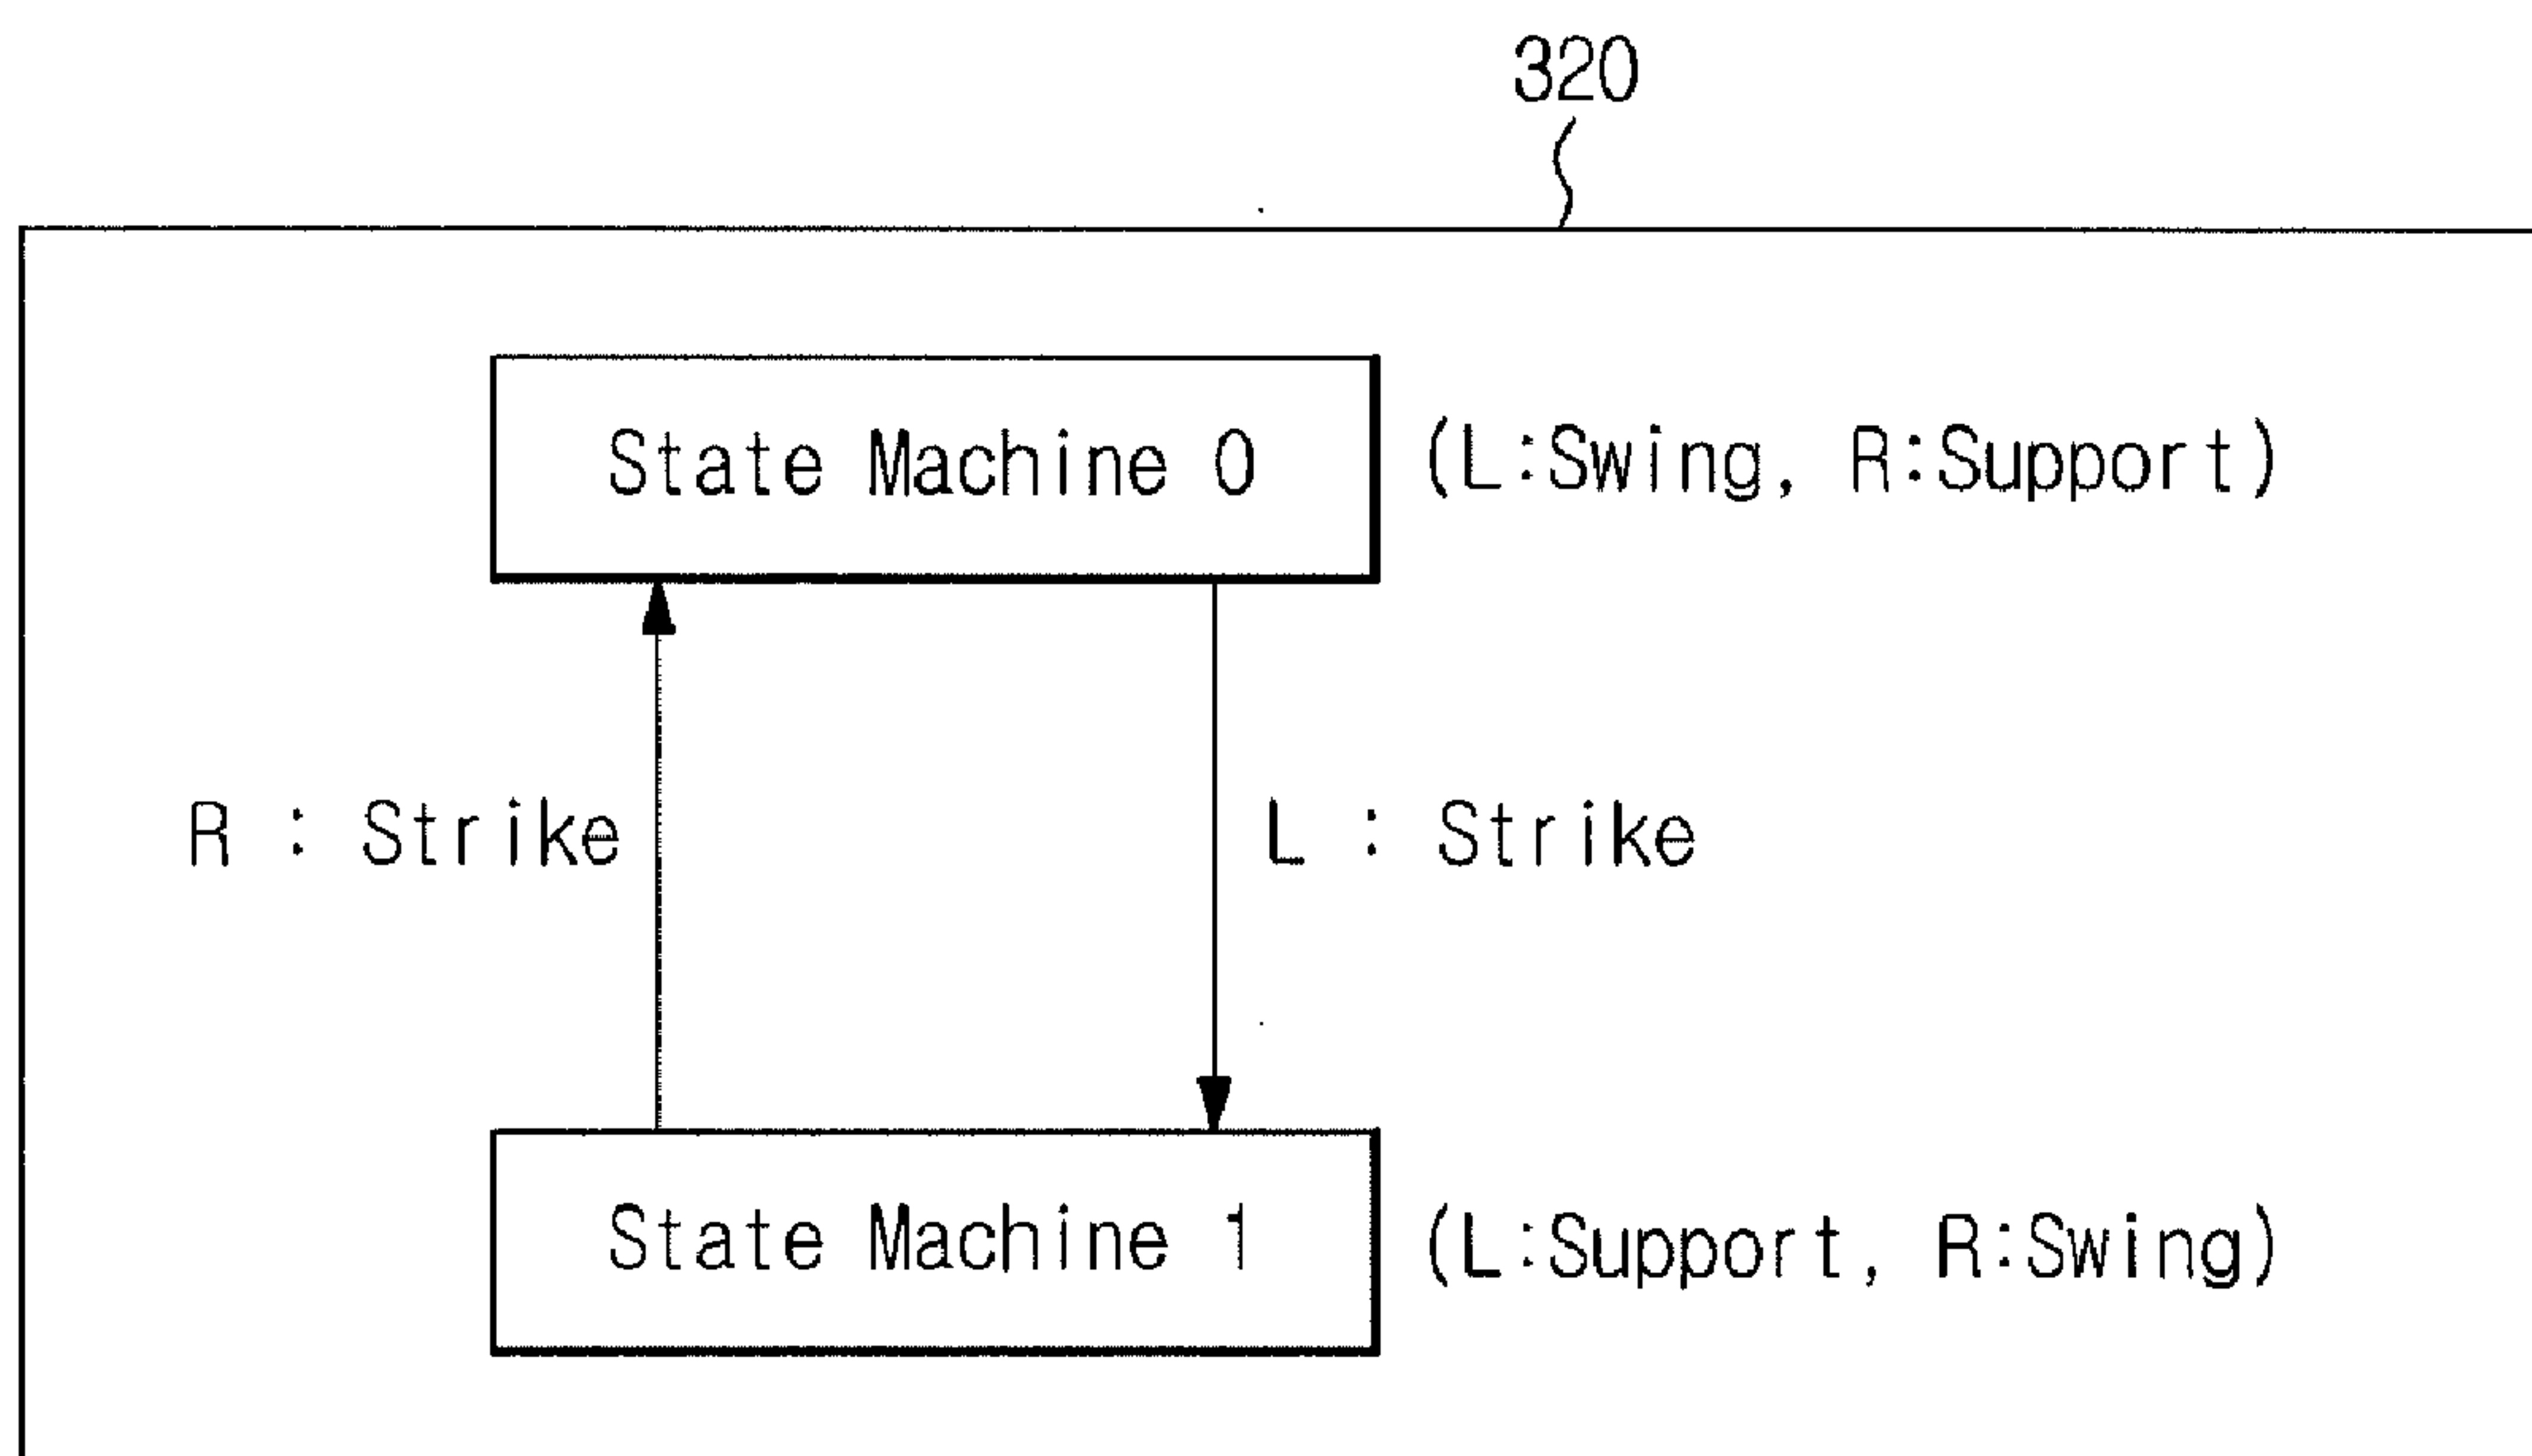 320
State Machine 0 (L:Swing, R:Support)
R : Strike L : Strike
State Machine 1 (L:Support, R:Swing)